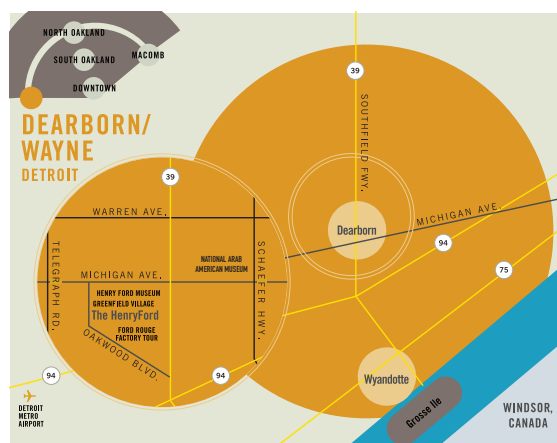 NORTH OAKLAND
SOUTH OAKLAND
MACOMB
DOWNTOWN
DEARBORN/
WAYNE
DETROIT
39
SOUTHFIELD FWY.
Dearborn
MICHIGAN AVE.
94
75
39
WARREN AVE.
TELEGRAPH RD.
SCHAEFER HWY.
NATIONAL ARAB
AMERICAN MUSEUM
MICHIGAN AVE.
HENRY FORD MUSEUM
GREENFIELD VILLAGE
The HenryFord
FORD ROUGE
FACTORY TOUR
OAKWOOD BLVD.
94
94
DETROIT
METRO
AIRPORT
Wyandotte
Grosse Ile
WINDSOR,
CANADA